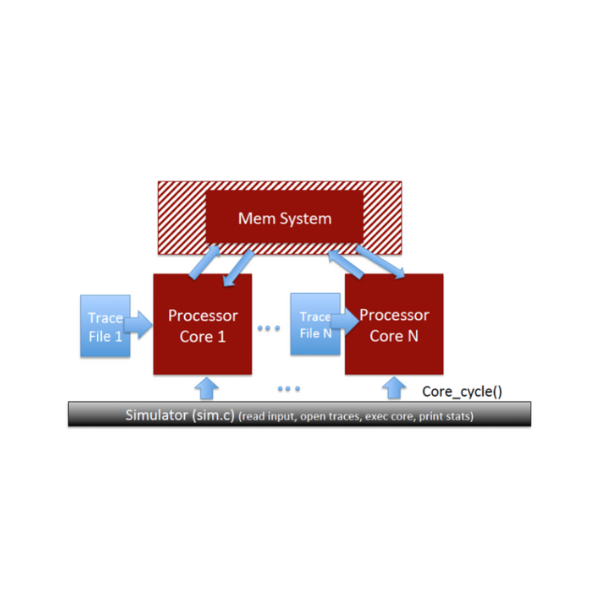 Mem System
Trace
File 1
Processor
Core 1
Trace
File N
Processor
Core N
Core_cycle()
Simulator (sim.c) (read input, open traces, exec core, print stats)